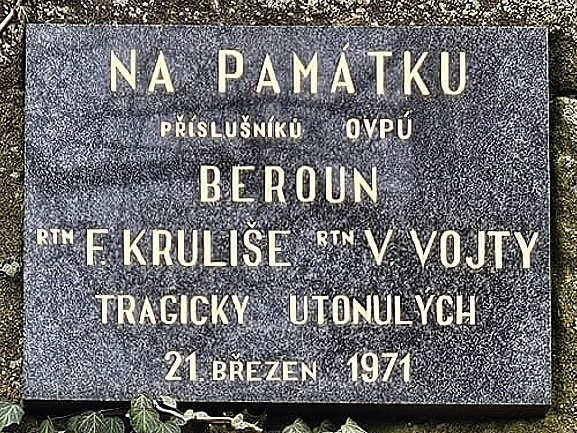 NA PAMÁTKU
PŘÍSLUŠNÍKŮ OVPÚ
BEROUN
RTN F. KRULIŠE RTN V. VOJTY
TRAGICKY UTONULÝCH
21. BŘEZEN 1971